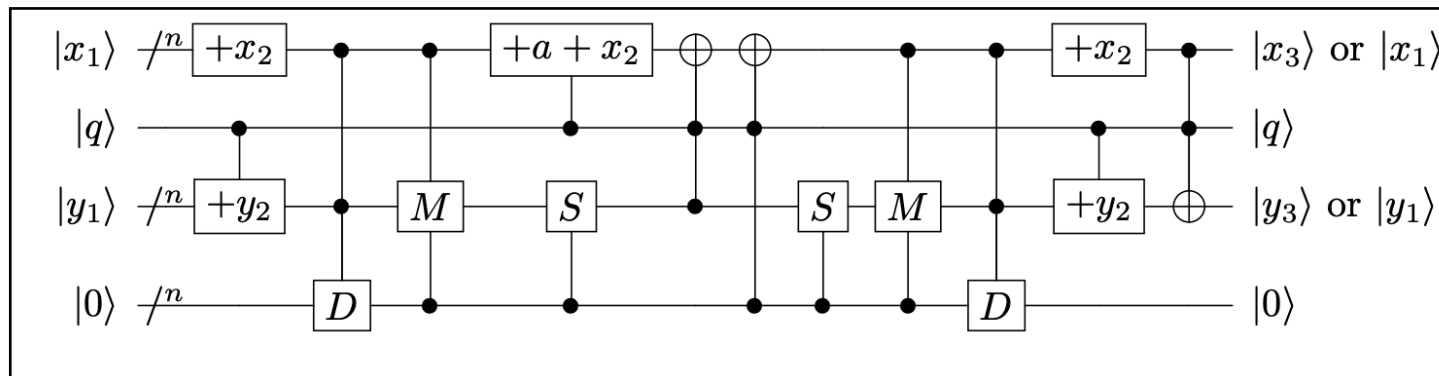 |x₁⟩ /ⁿ +x₂ +a + x₂ +x₂ |x₃⟩ or |x₁⟩
|q⟩ |q⟩
|y₁⟩ /ⁿ +y₂ M S S M +y₂ |y₃⟩ or |y₁⟩
|0⟩ /ⁿ D D |0⟩